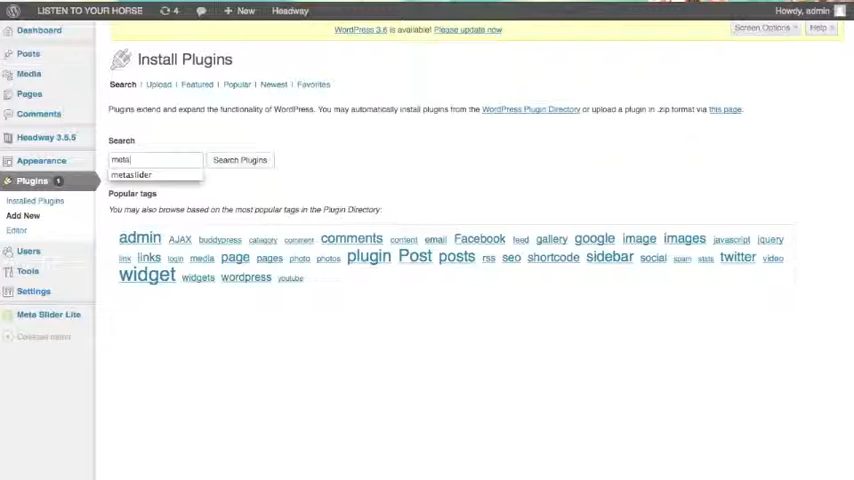 LISTEN TO YOUR HORSE 4 New Headway Howdy, admin
Dashboard
Posts
Media
Pages
Comments
Headway 3.5.5
Appearance
Plugins 1
Installed Plugins
Add New
Editor
Users
Tools
Settings
Meta Slider Lite
WordPress 3.6 is available! Please update now
Screen Options Help
Install Plugins
Search | Upload | Featured | Popular | Newest | Favorites
Plugins extend and expand the functionality of WordPress. You may automatically install plugins from the WordPress Plugin Directory or upload a plugin in .zip format via this page.
Search
meta Search Plugins
metaslider
Popular tags
You may also browse based on the most popular tags in the Plugin Directory:
admin AJAX buddypress category comment comments content email Facebook feed gallery google image images javascript jquery
link links login media page pages photo photos plugin Post posts rss seo shortcode sidebar social spam stats twitter video
widget widgets wordpress youtube